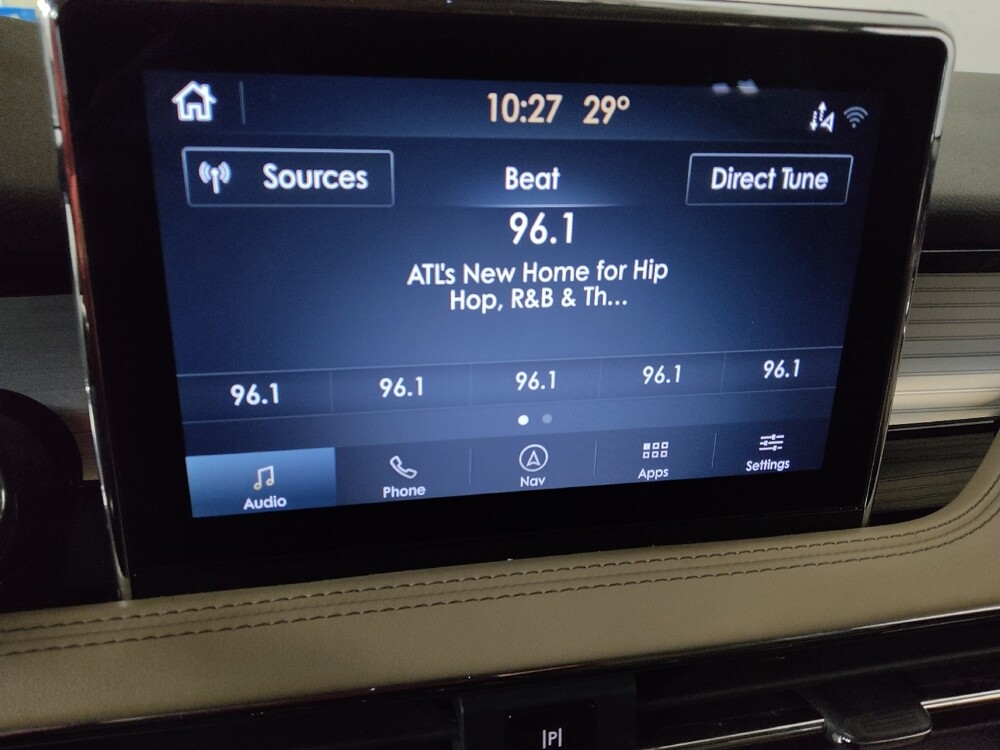 10:27 29°
Sources
Beat
Direct Tune
96.1
ATL's New Home for Hip
Hop, R&B & Th...
96.1 96.1 96.1 96.1 96.1
Audio Phone Nav Apps Settings
|P|